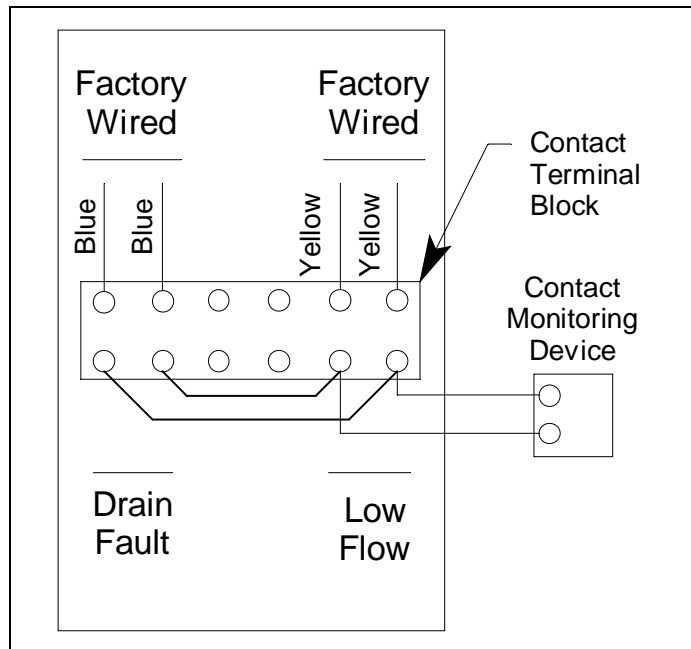 Factory
Wired
Factory
Wired
Contact
Terminal
Block
Blue
Blue
Yellow
Yellow
Contact
Monitoring
Device
Drain
Fault
Low
Flow